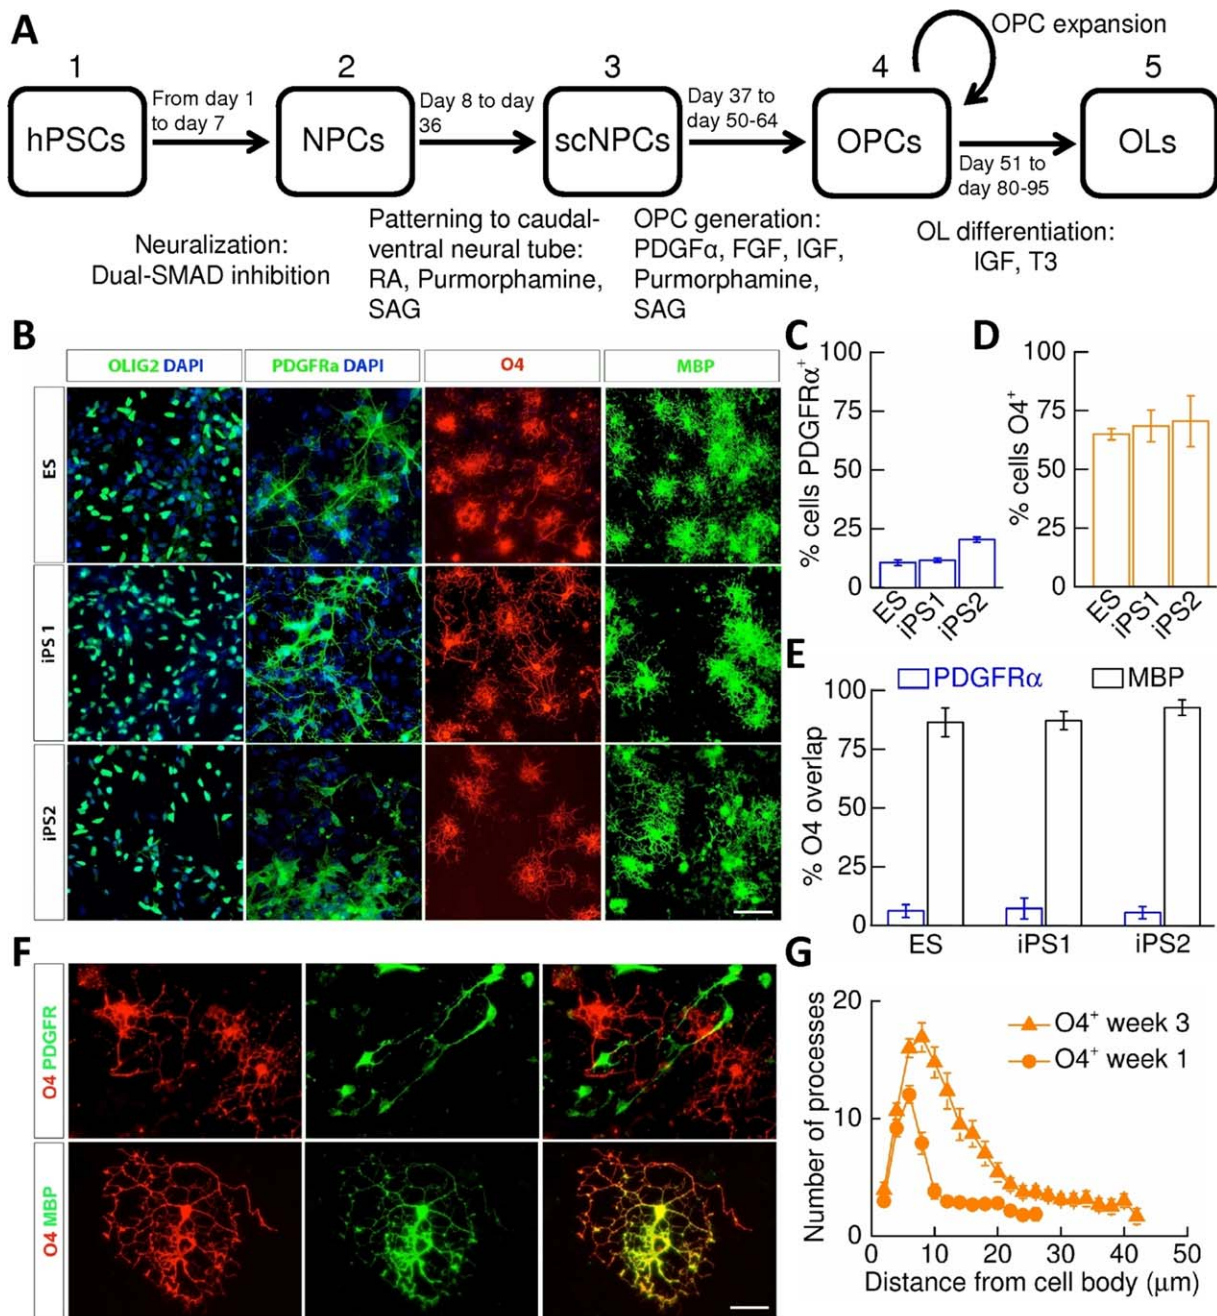 A
1
2
3
4
5
OPC expansion
hPSCs
From day 1
to day 7
NPCs
Day 8 to day
36
scNPCs
Day 37 to
day 50-64
OPCs
Day 51 to
day 80-95
OLs
Neuralization:
Dual-SMAD inhibition
Patterning to caudal-
ventral neural tube:
RA, Purmorphamine,
SAG
OPC generation:
PDGFα, FGF, IGF,
Purmorphamine,
SAG
OL differentiation:
IGF, T3
B
OLIG2 DAPI
PDGFRa DAPI
O4
MBP
ES
iPS 1
iPS2
C
% cells PDGFRα+
100
75
50
25
0
ES
iPS1
iPS2
D
% cells O4+
100
75
50
25
0
ES
iPS1
iPS2
E
PDGFRα
MBP
% O4 overlap
100
75
50
25
0
ES
iPS1
iPS2
F
O4 PDGFR
O4 MBP
G
Number of processes
20
10
0
O4+ week 3
O4+ week 1
0
10
20
30
40
50
Distance from cell body (μm)